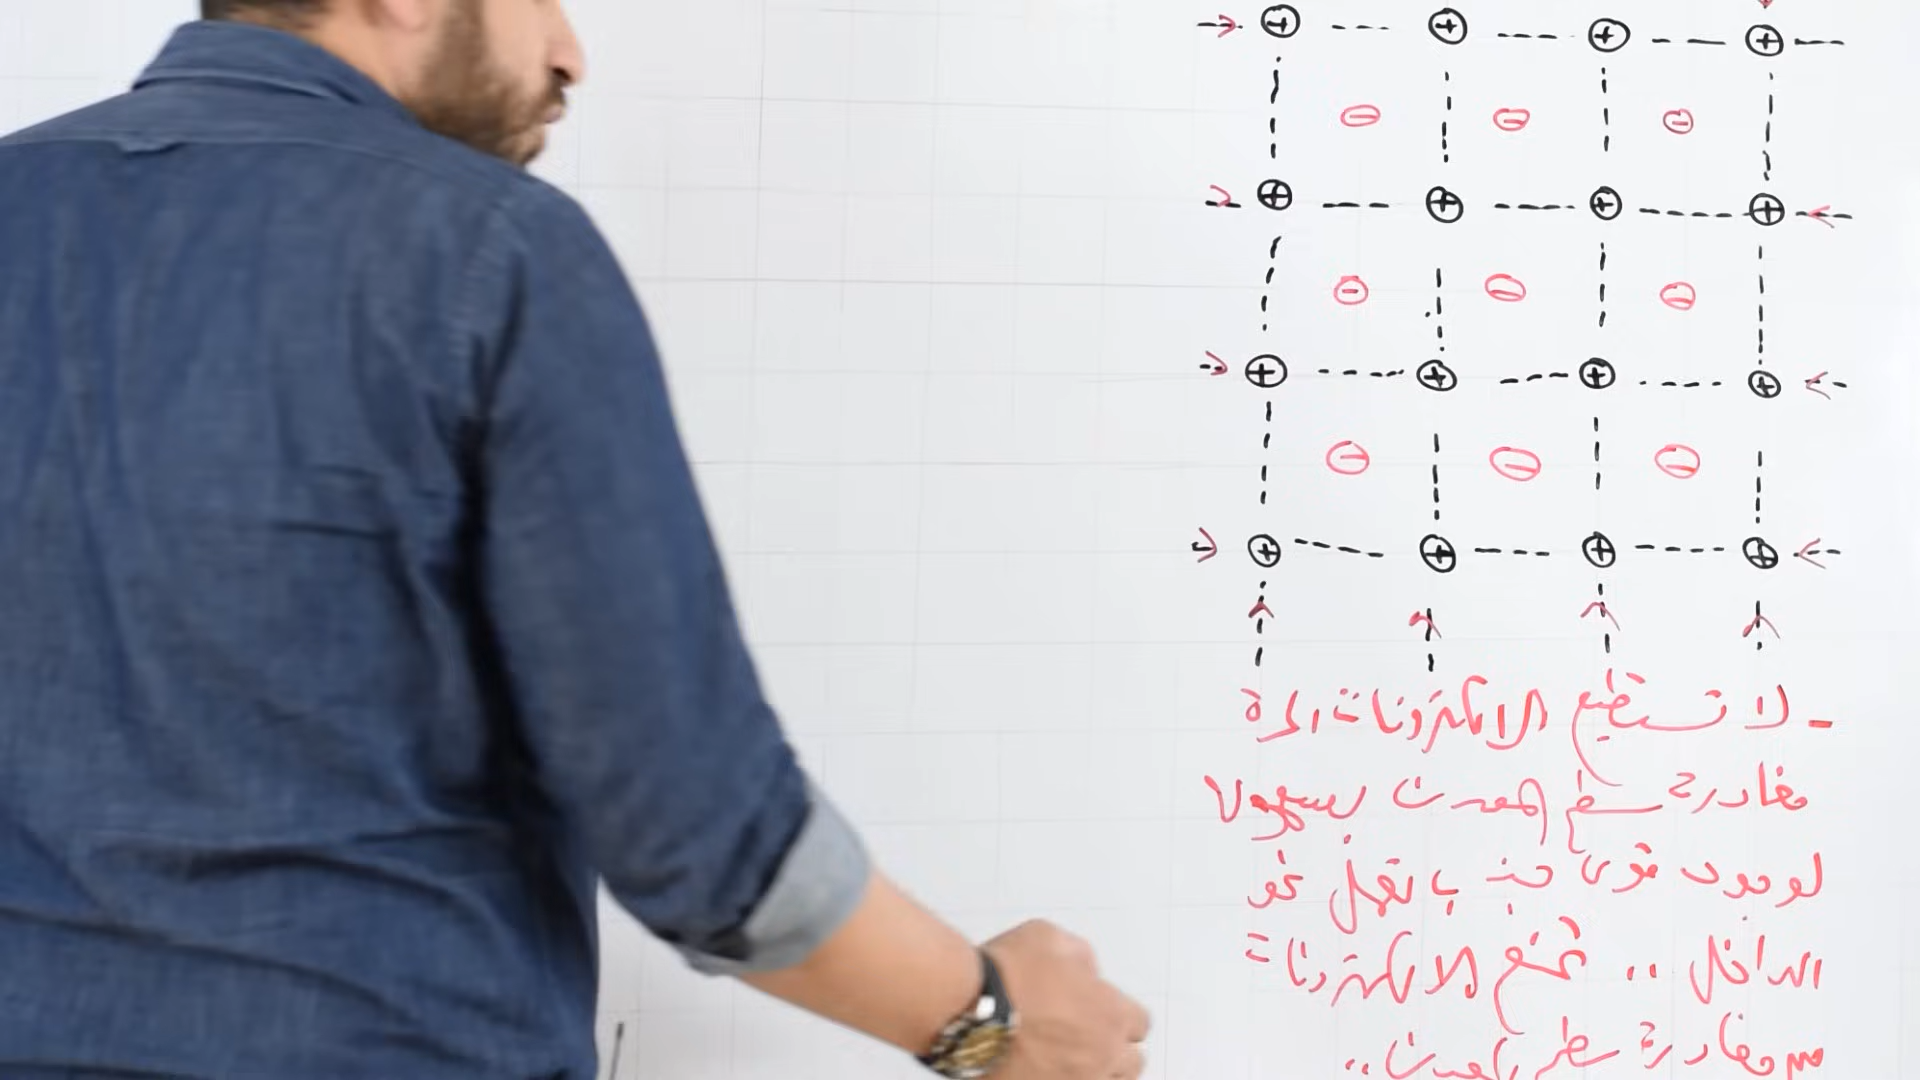 - لا تستطيع الالكترونات الحرة
مغادرة سطح المعدن بسهولة
لوجود قوى جذب تعمل نحو
الداخل .. تمنع الالكترونات
من مغادرة سطح المعدن ..